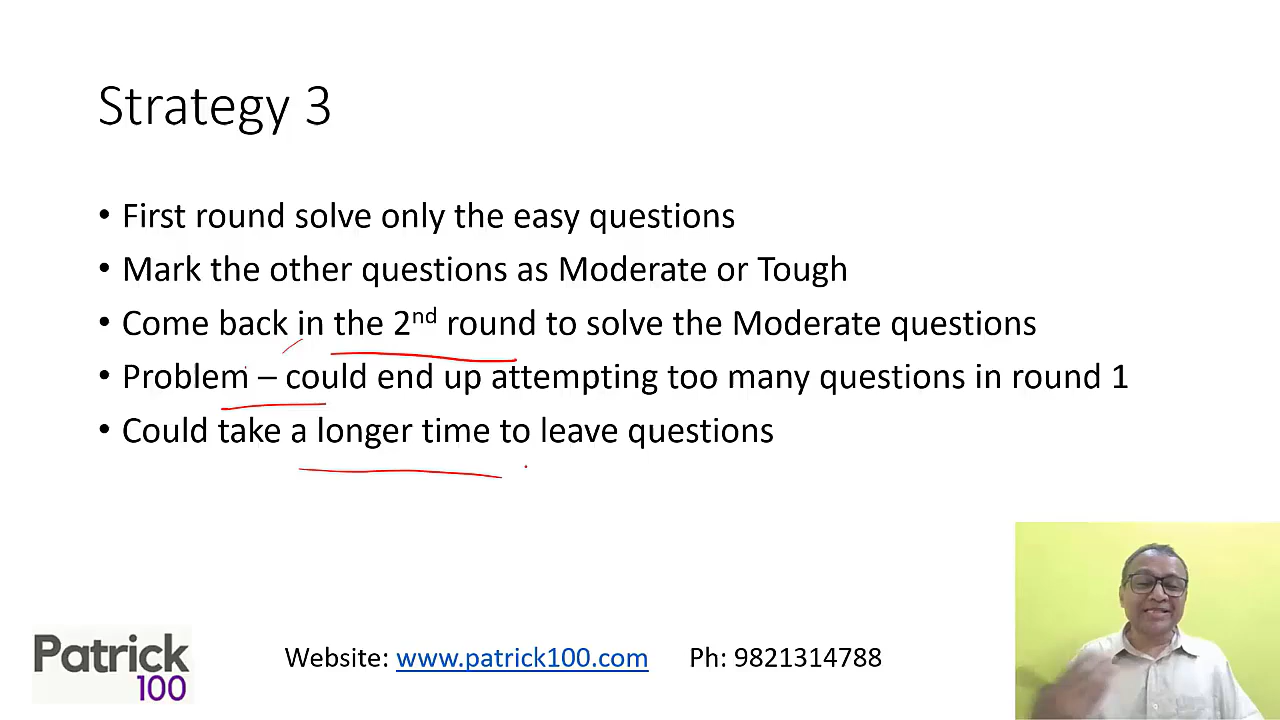 Strategy 3
• First round solve only the easy questions
• Mark the other questions as Moderate or Tough
• Come back in the 2nd round to solve the Moderate questions
• Problem – could end up attempting too many questions in round 1
• Could take a longer time to leave questions
Patrick
100
Website: www.patrick100.com Ph: 9821314788